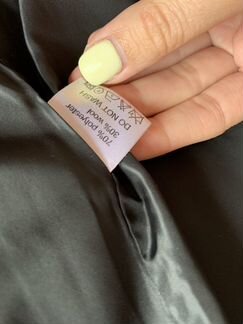 70% polyester
30% wool
DO NOT WASH